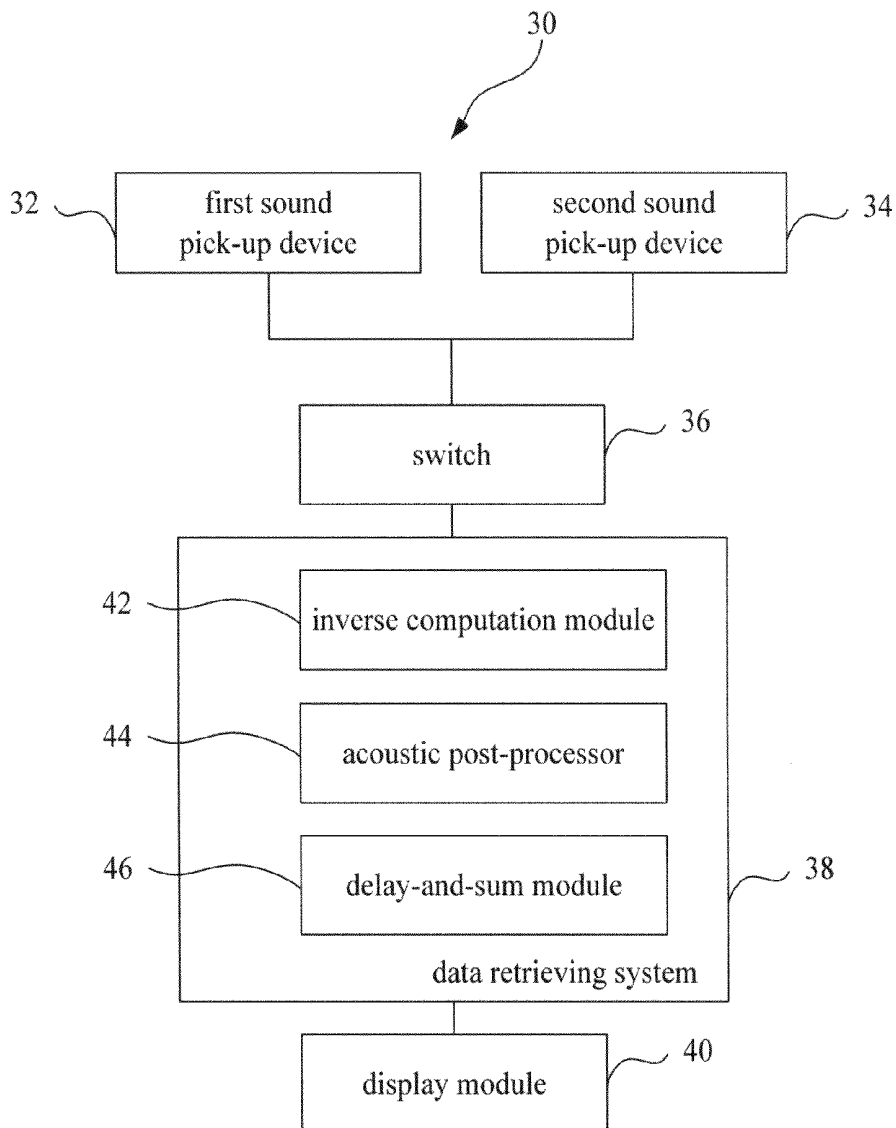 30
32
first sound
pick-up device
second sound
pick-up device
34
switch
36
42
inverse computation module
44
acoustic post-processor
46
delay-and-sum module
38
data retrieving system
display module
40